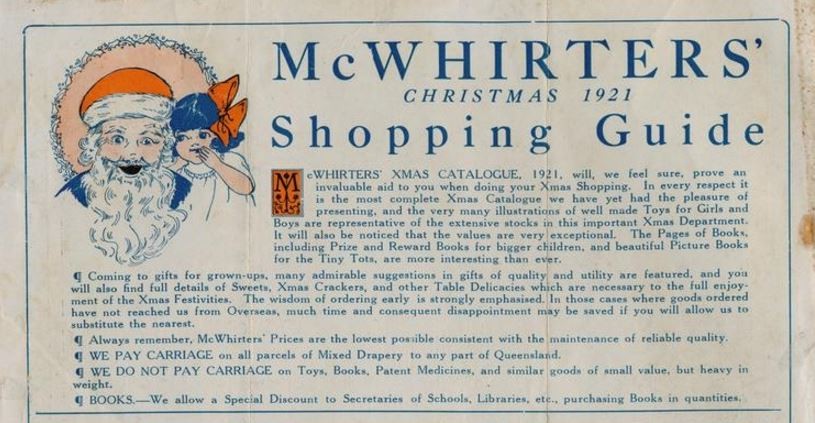 McWHIRTERS'
CHRISTMAS 1921
Shopping Guide
McWHIRTERS' XMAS CATALOGUE, 1921, will, we feel sure, prove an
invaluable aid to you when doing your Xmas Shopping. In every respect it
is the most complete Xmas Catalogue we have yet had the pleasure of
presenting, and the very many illustrations of well made Toys for Girls and
Boys are representative of the extensive stocks in this important Xmas Department.
It will also be noticed that the values are very exceptional. The Pages of Books,
including Prize and Reward Books for bigger children, and beautiful Picture Books
for the Tiny Tots, are more interesting than ever.
¶ Coming to gifts for grown-ups, many admirable suggestions in gifts of quality and utility are featured, and you
will also find full details of Sweets, Xmas Crackers, and other Table Delicacies which are necessary to the full enjoy-
ment of the Xmas Festivities. The wisdom of ordering early is strongly emphasised. In those cases where goods ordered
have not reached us from Overseas, much time and consequent disappointment may be saved if you will allow us to
substitute the nearest.
¶ Always remember, McWhirters' Prices are the lowest possible consistent with the maintenance of reliable quality.
¶ WE PAY CARRIAGE on all parcels of Mixed Drapery to any part of Queensland.
¶ WE DO NOT PAY CARRIAGE on Toys, Books, Patent Medicines, and similar goods of small value, but heavy in
weight.
¶ BOOKS.—We allow a Special Discount to Secretaries of Schools, Libraries, etc., purchasing Books in quantities.